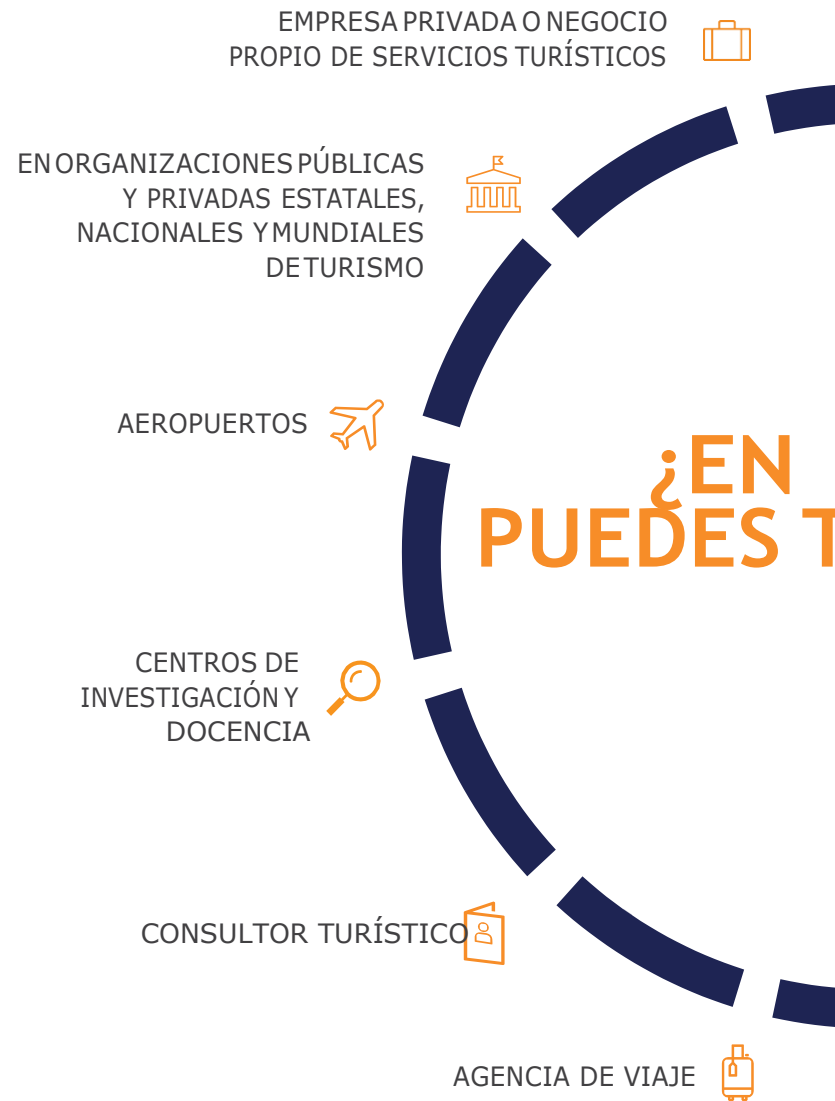 EMPRESA PRIVADA O NEGOCIO
PROPIO DE SERVICIOS TURÍSTICOS
EN ORGANIZACIONES PÚBLICAS
Y PRIVADAS ESTATALES,
NACIONALES Y MUNDIALES
DE TURISMO
AEROPUERTOS
¿EN
PUEDES T
CENTROS DE
INVESTIGACIÓN Y
DOCENCIA
CONSULTOR TURÍSTICO
AGENCIA DE VIAJE